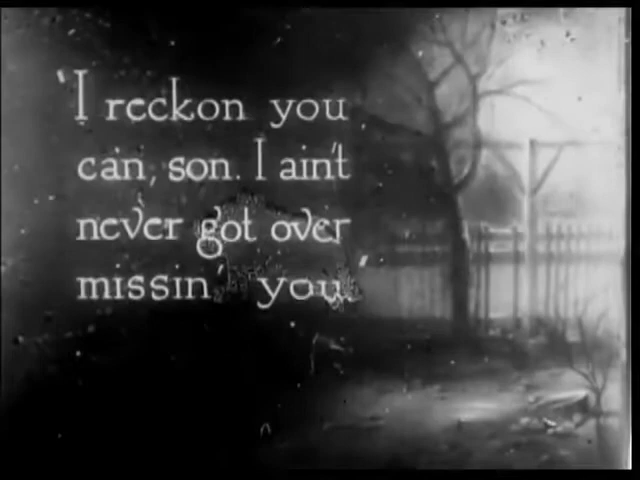 "I reckon you
can, son. I ain't
never got over
missin' you."